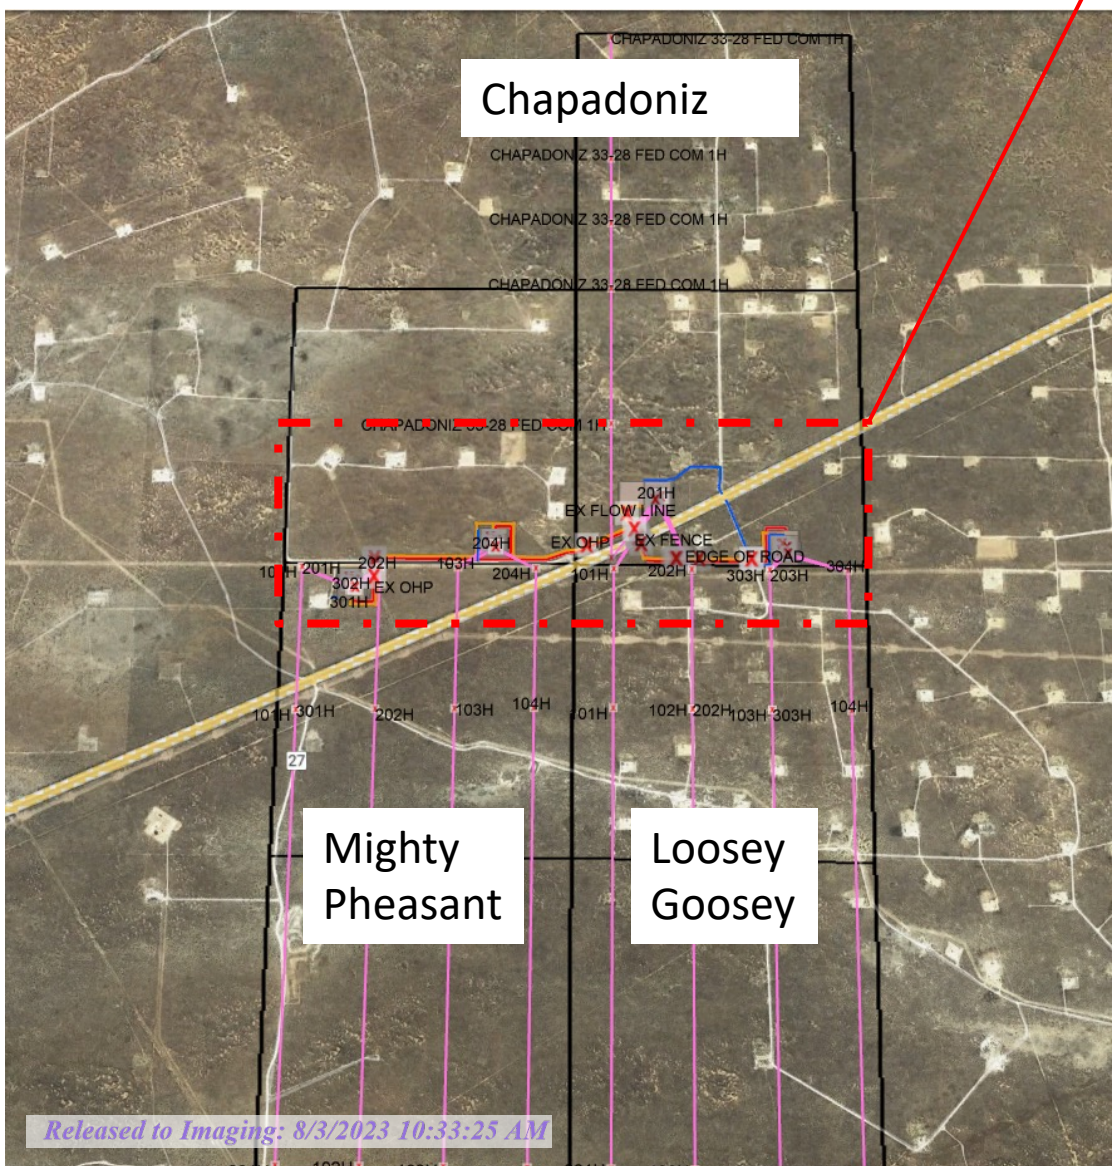 CHAPADONIZ 33-28 FED COM 1H
Chapadoniz
CHAPADONIZ 33-28 FED COM 1H
CHAPADONIZ 33-28 FED COM 1H
CHAPADONIZ 33-28 FED COM 1H
CHAPADONIZ 33-28 FED COM 1H
201H
EX FLOW LINE
204H
EX OHP
EX FENCE
202H
EDGE OF ROAD
201H
103H
204H
101H
202H
303H
203H
304H
302H
EX OHP
301H
101H
301H
202H
103H
104H
101H
102H
202H
103H
303H
104H
27
Mighty
Pheasant
Loosey
Goosey
Released to Imaging: 8/3/2023 10:33:25 AM